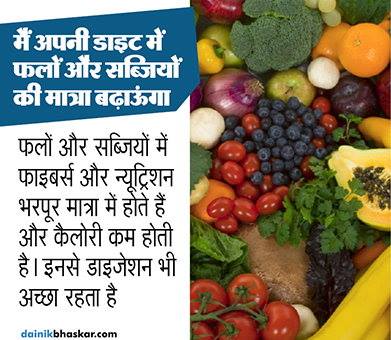 मैं अपनी डाइट में
फलों और सब्जियों
की मात्रा बढ़ाऊंगा
फलों और सब्जियों में
फाइबर्स और न्यूट्रिशन
भरपूर मात्रा में होते हैं
और कैलोरी कम होती
है। इनसे डाइजेशन भी
अच्छा रहता है
dainikbhaskar.com